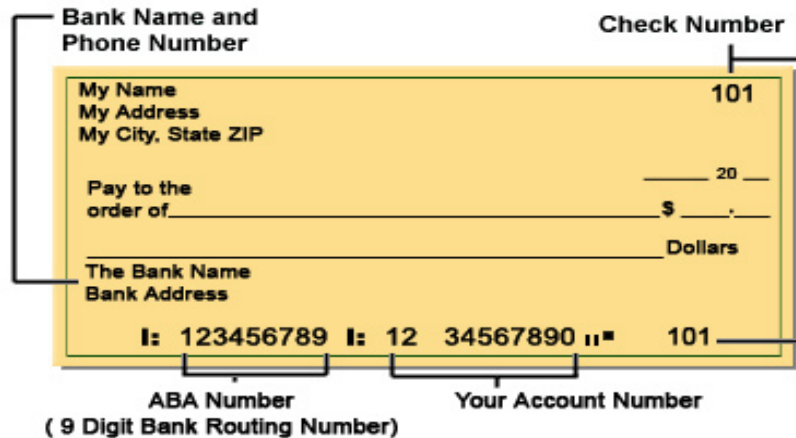 Bank Name and
Phone Number
Check Number
My Name
101
My Address
My City, State ZIP
20
Pay to the
order of $ .
Dollars
The Bank Name
Bank Address
⑆ 123456789 ⑆ 12 34567890 ⑈ 101
ABA Number
Your Account Number
( 9 Digit Bank Routing Number)